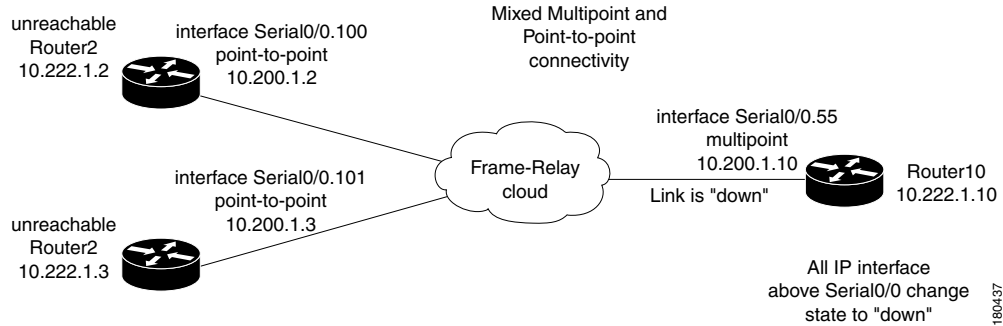 Mixed Multipoint and
Point-to-point
connectivity
unreachable
Router2
10.222.1.2
interface Serial0/0.100
point-to-point
10.200.1.2
interface Serial0/0.55
multipoint
10.200.1.10
Frame-Relay
cloud
Link is "down"
Router10
10.222.1.10
interface Serial0/0.101
point-to-point
10.200.1.3
unreachable
Router2
10.222.1.3
All IP interface
above Serial0/0 change
state to "down"
180437